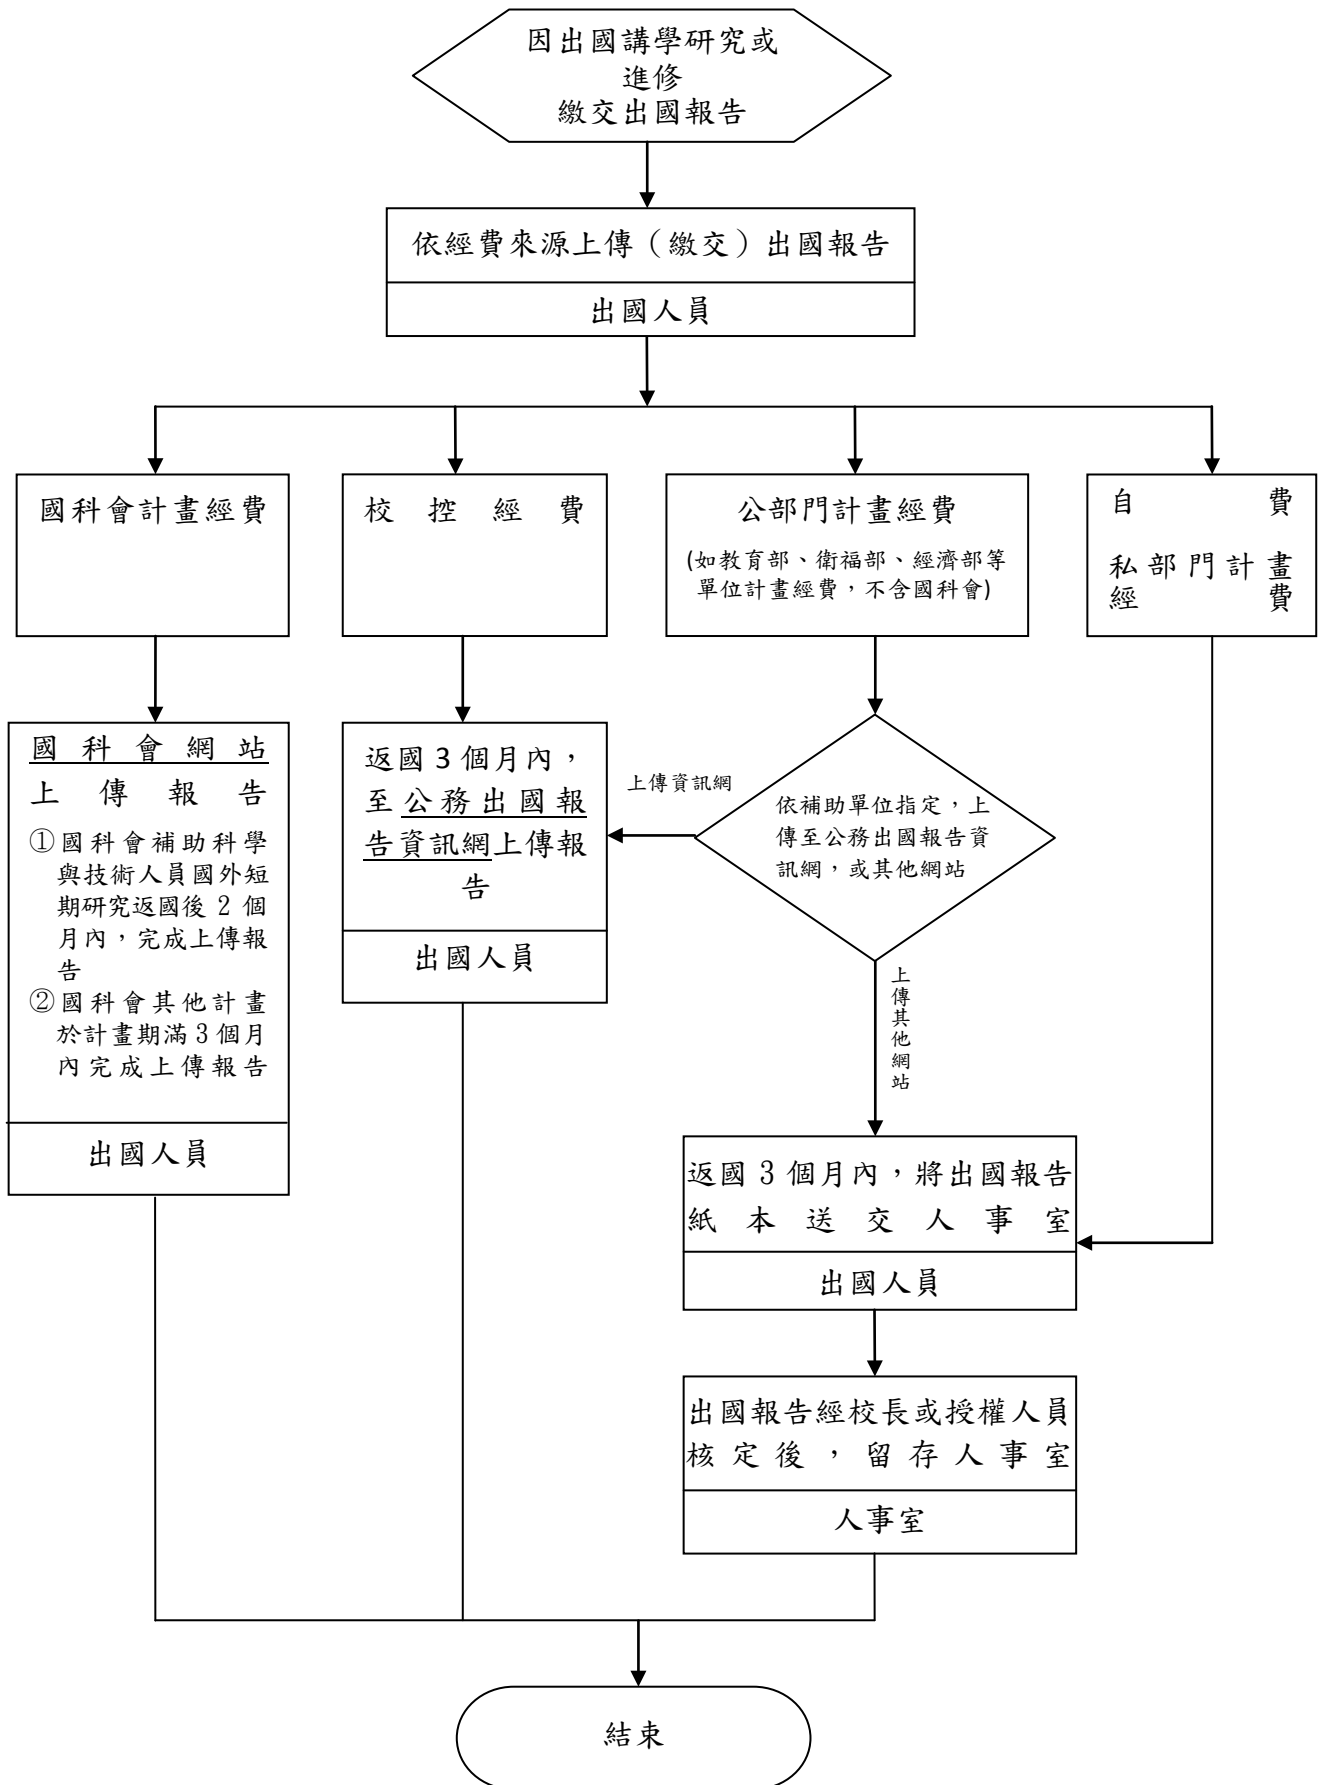 因出國講學研究或
進修
繳交出國報告
依經費來源上傳（繳交）出國報告
出國人員
國科會計畫經費
校控經費
公部門計畫經費
(如教育部、衛福部、經濟部等
單位計畫經費，不含國科會)
自費
私部門計畫
經費
國科會網站
上傳報告
①國科會補助科學
與技術人員國外短
期研究返國後 2 個
月內，完成上傳報
告
②國科會其他計畫
於計畫期滿 3 個月
內完成上傳報告
出國人員
返國 3 個月內，
至公務出國報
告資訊網上傳報
告
出國人員
上傳資訊網
依補助單位指定，上
傳至公務出國報告資
訊網，或其他網站
上傳其他網站
返國 3 個月內，將出國報告
紙本送交人事室
出國人員
出國報告經校長或授權人員
核定後，留存人事室
人事室
結束